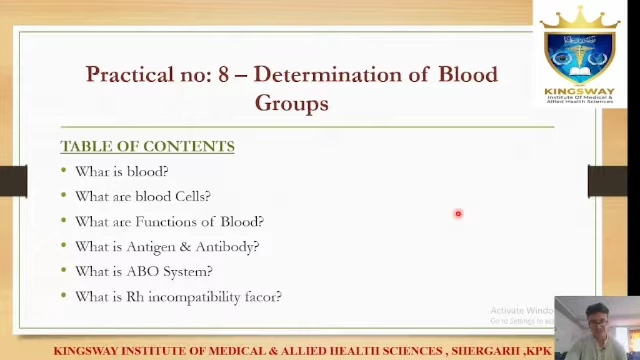 Practical no: 8 – Determination of Blood
Groups
KINGSWAY
Institute Of Medical &
Allied Health Sciences
TABLE OF CONTENTS
• Whar is blood?
• What are blood Cells?
• What are Functions of Blood?
• What is Antigen & Antibody?
• What is ABO System?
• What is Rh incompatibility facor?
Activate Windo
Go to Settings to ac
KINGSWAY INSTITUTE OF MEDICAL & ALLIED HEALTH SCIENCES , SHERGARH ,KPK